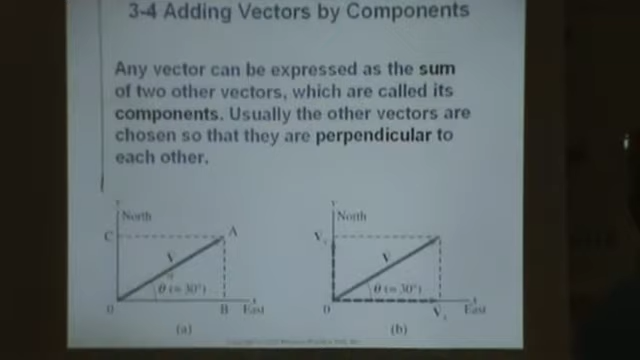 3-4 Adding Vectors by Components
Any vector can be expressed as the sum
of two other vectors, which are called its
components. Usually the other vectors are
chosen so that they are perpendicular to
each other.
North
C
A
V
θ (= 30°)
0
B
East
(a)
North
V
θ (= 30°)
0
East
(b)